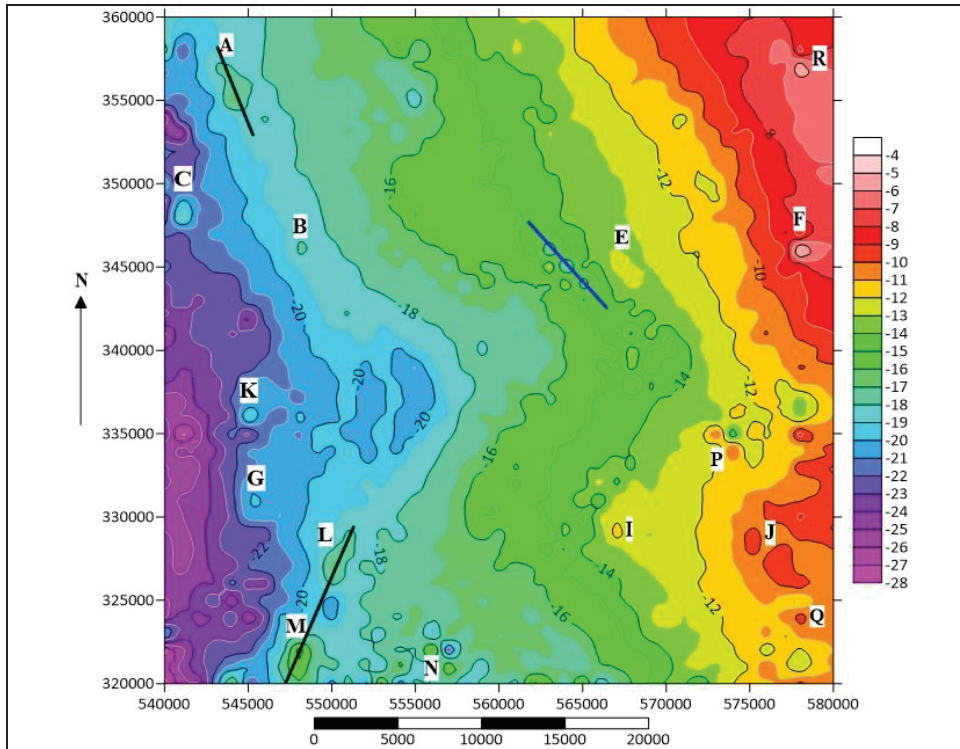 360000
355000
350000
345000
340000
335000
330000
325000
320000
540000 545000 550000 555000 560000 565000 570000 575000 580000
N
A
R
C
B
F
E
K
G
P
L
I
J
M
N
Q
-16
-12
-10
-18
-20
-20
-20
-14
-12
-16
-22
-18
-20
-14
-12
-16
-4
-5
-6
-7
-8
-9
-10
-11
-12
-13
-14
-15
-16
-17
-18
-19
-20
-21
-22
-23
-24
-25
-26
-27
-28
0 5000 10000 15000 20000